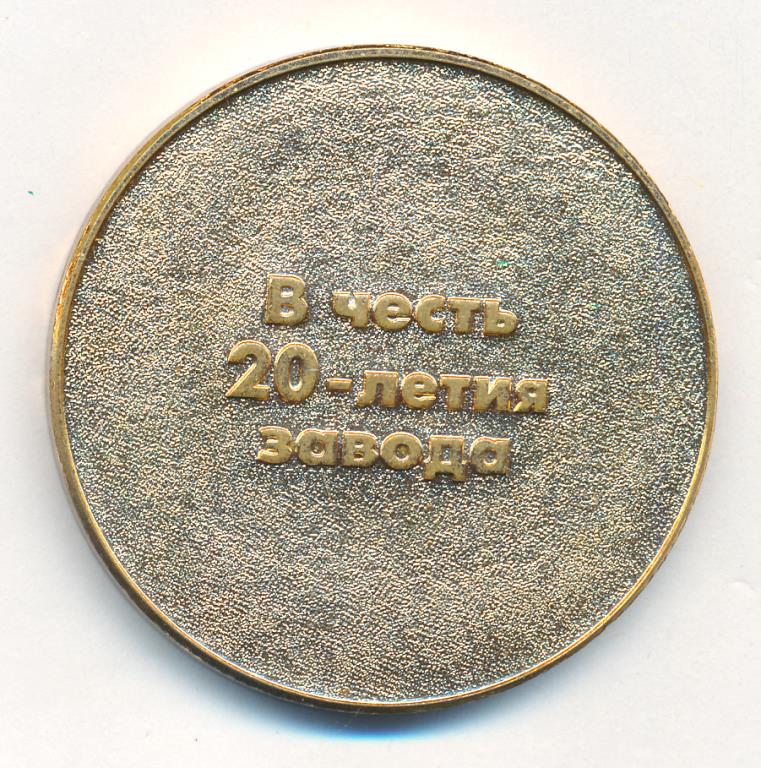 В честь
20-летия
завода